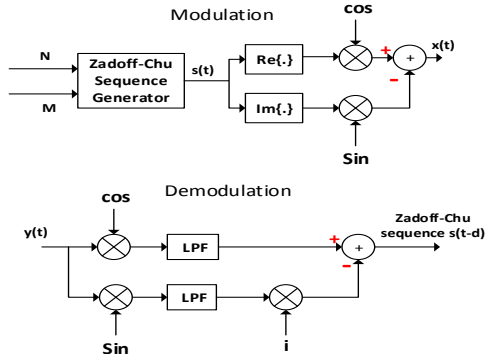 Modulation
cos
N
Zadoff-Chu
Sequence
Generator
M
s(t)
Re{.}
Im{.}
+
-
+
x(t)
Sin
Demodulation
cos
y(t)
LPF
LPF
+
-
+
Zadoff-Chu
sequence s(t-d)
Sin
i